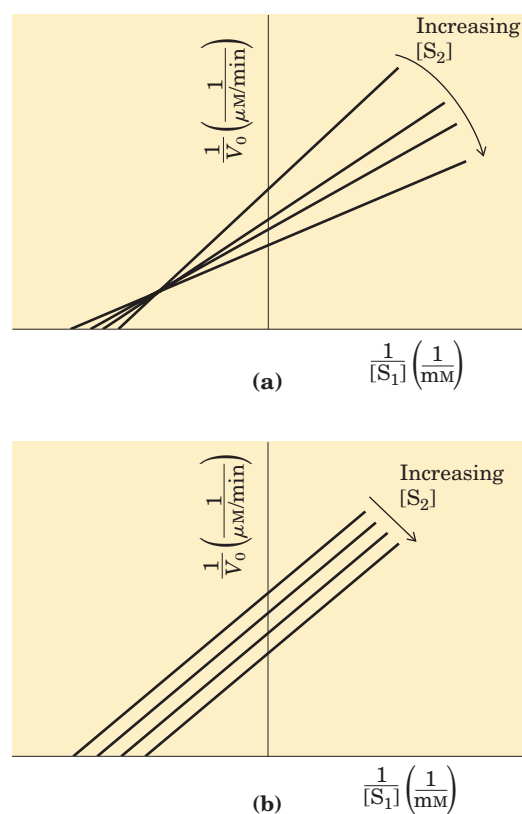 Increasing
[S₂]
1/V₀ (1/μM/min)
1/[S₁] (1/mM)
(a)
Increasing
[S₂]
1/V₀ (1/μM/min)
1/[S₁] (1/mM)
(b)